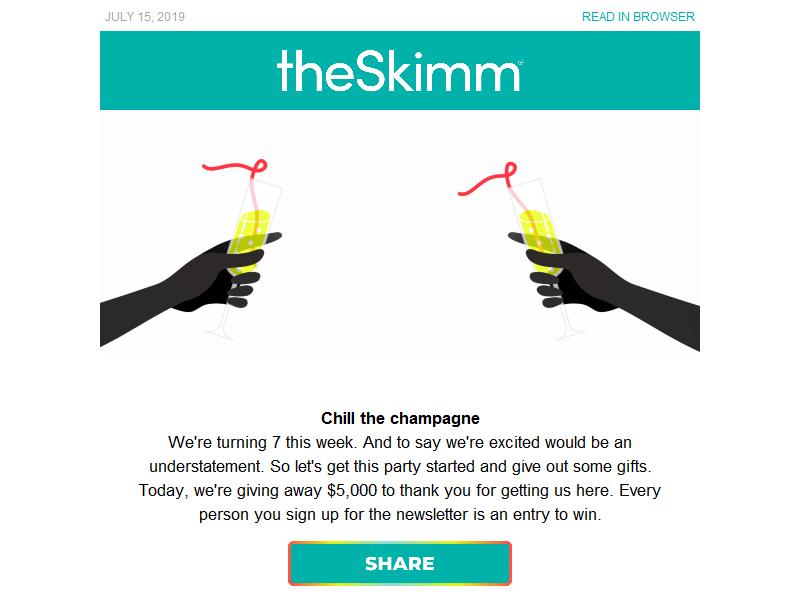 JULY 15, 2019
READ IN BROWSER
theSkimm®
Chill the champagne
We're turning 7 this week. And to say we're excited would be an
understatement. So let's get this party started and give out some gifts.
Today, we're giving away $5,000 to thank you for getting us here. Every
person you sign up for the newsletter is an entry to win.
SHARE